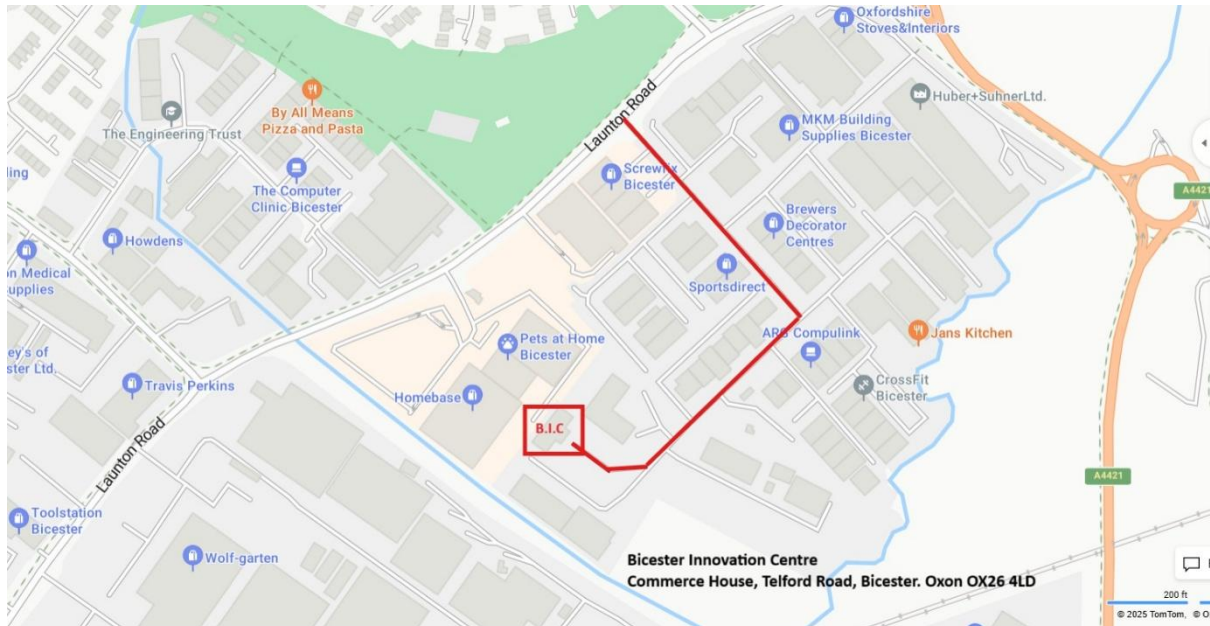 Oxfordshire
Stoves&Interiors
Huber+SuhnerLtd.
By All Means
Pizza and Pasta
The Engineering Trust
Launton Road
MKM Building
Supplies Bicester
Screwfix
Bicester
A4421
The Computer
Clinic Bicester
Brewers
Decorator
Centres
Howdens
Sportsdirect
ARG Compulink
Jans Kitchen
Pets at Home
Bicester
CrossFit
Bicester
Travis Perkins
Homebase
B.I.C
Launton Road
A4421
Toolstation
Bicester
Wolf-garten
Bicester Innovation Centre
Commerce House, Telford Road, Bicester. Oxon OX26 4LD
200 ft
© 2025 TomTom, © O